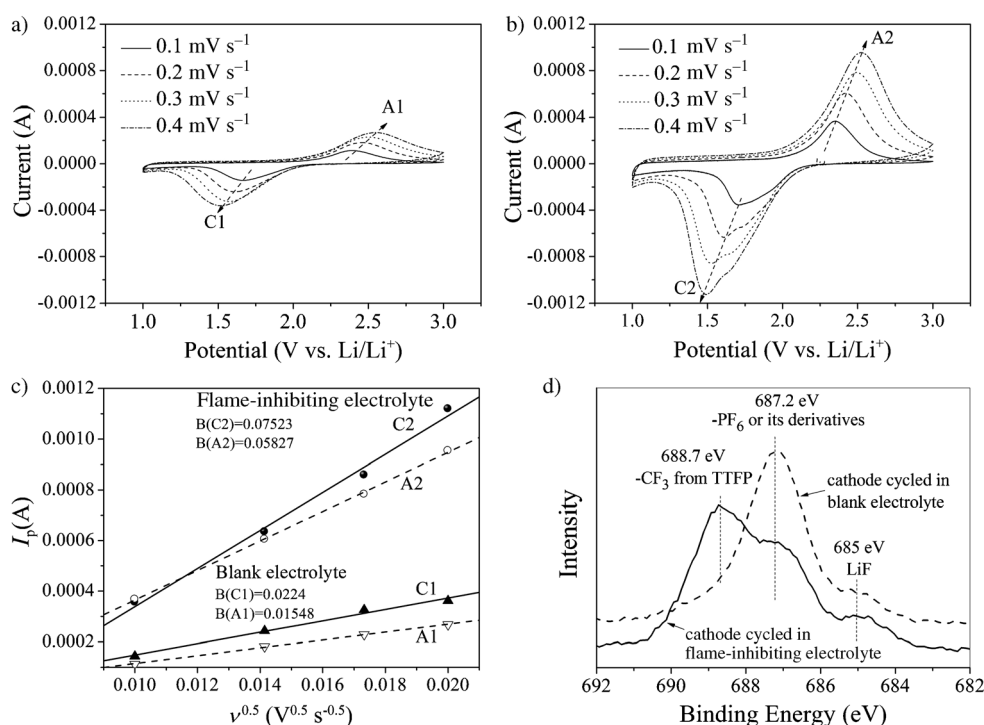 a)
0.0012
0.0008
0.0004
0.0000
-0.0004
-0.0008
-0.0012
Current (A)
0.1 mV s⁻¹
0.2 mV s⁻¹
0.3 mV s⁻¹
0.4 mV s⁻¹
A1
C1
1.0 1.5 2.0 2.5 3.0
Potential (V vs. Li/Li⁺)
b)
0.0012
0.0008
0.0004
0.0000
-0.0004
-0.0008
-0.0012
Current (A)
0.1 mV s⁻¹
0.2 mV s⁻¹
0.3 mV s⁻¹
0.4 mV s⁻¹
A2
C2
1.0 1.5 2.0 2.5 3.0
Potential (V vs. Li/Li⁺)
c)
0.0012
0.0010
0.0008
0.0006
0.0004
0.0002
Iₚ(A)
Flame-inhibiting electrolyte
B(C2)=0.07523
B(A2)=0.05827
C2
A2
Blank electrolyte
B(C1)=0.0224
B(A1)=0.01548
C1
A1
0.010 0.012 0.014 0.016 0.018 0.020
ν⁰·⁵ (V⁰·⁵ s⁻⁰·⁵)
d)
Intensity
687.2 eV
-PF₆ or its derivatives
688.7 eV
-CF₃ from TTFP
cathode cycled in
blank electrolyte
685 eV
LiF
cathode cycled in
flame-inhibiting electrolyte
692 690 688 686 684 682
Binding Energy (eV)